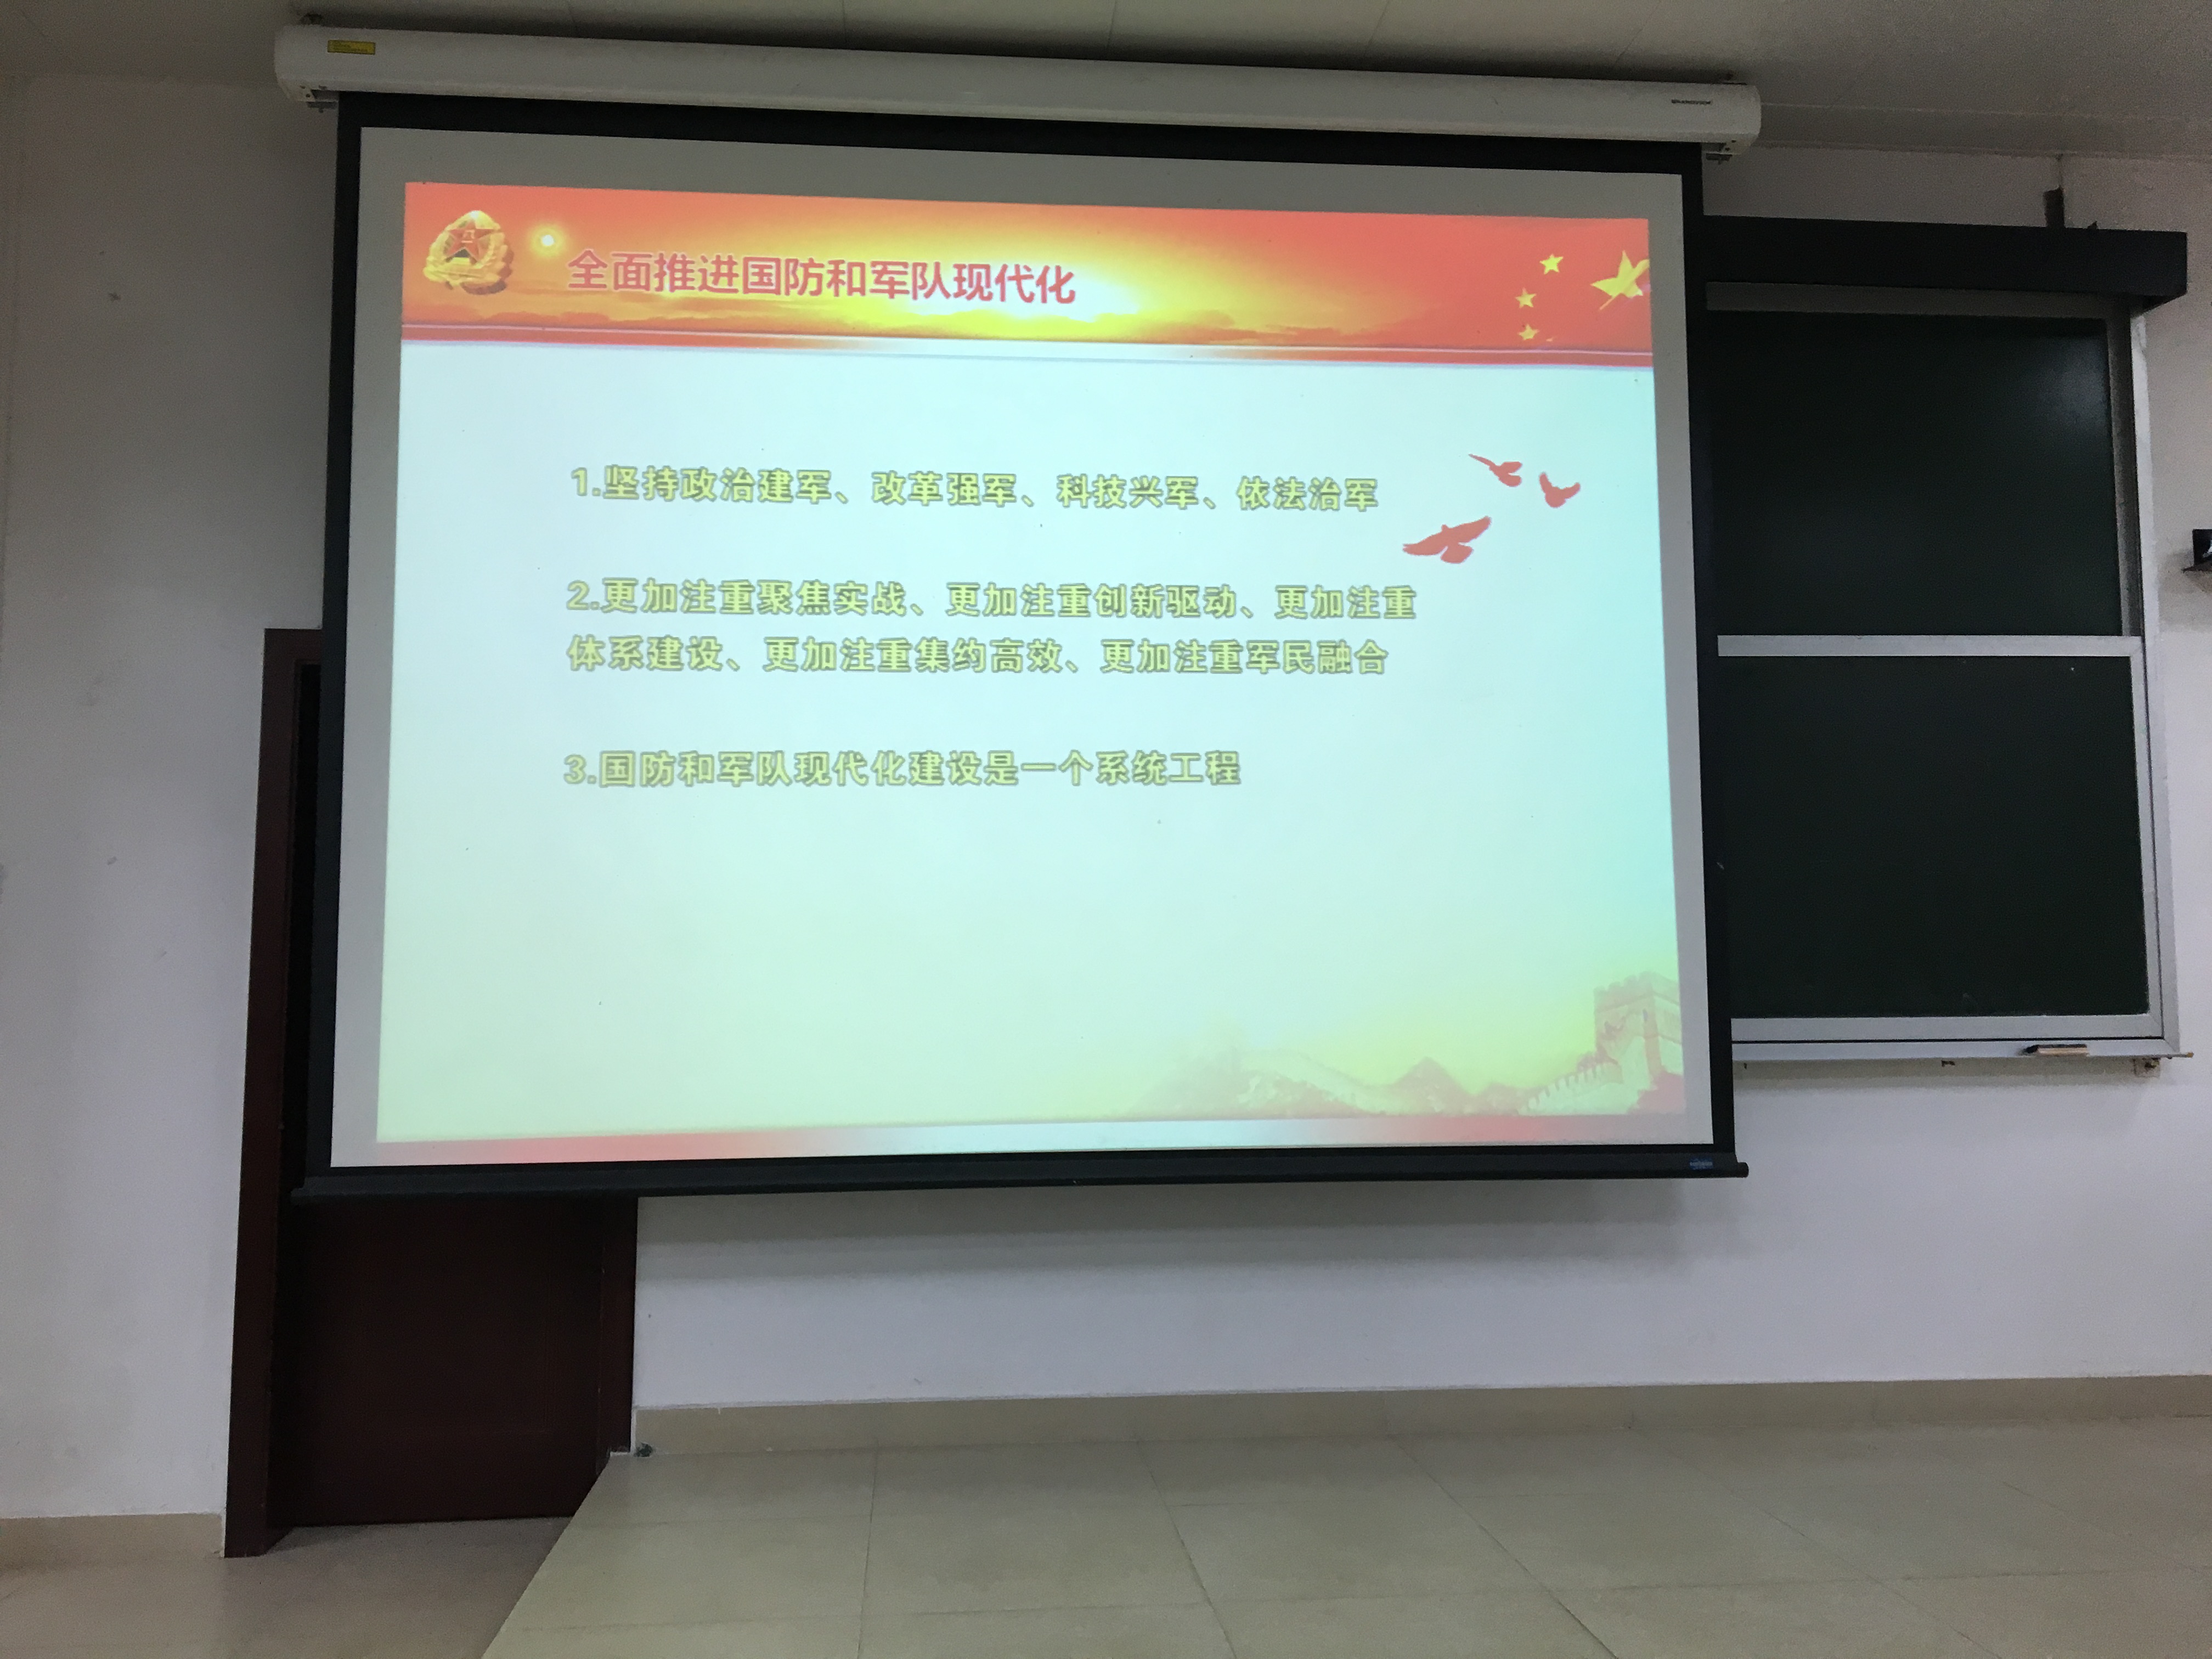 全面推进国防和军队现代化
1.坚持政治建军、改革强军、科技兴军、依法治军
2.更加注重聚焦实战、更加注重创新驱动、更加注重
体系建设、更加注重集约高效、更加注重军民融合
3.国防和军队现代化建设是一个系统工程